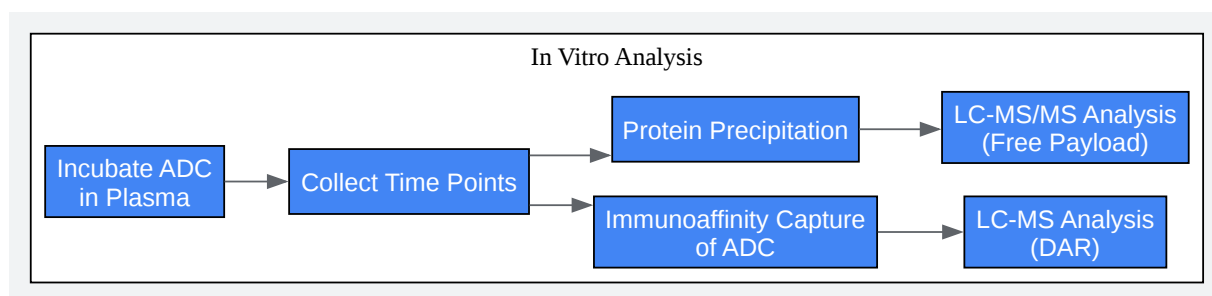 In Vitro Analysis
Incubate ADC
in Plasma
Collect Time Points
Protein Precipitation
LC-MS/MS Analysis
(Free Payload)
Immunoaffinity Capture
of ADC
LC-MS Analysis
(DAR)